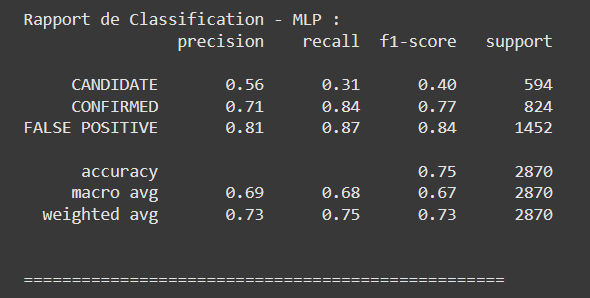 Rapport de Classification - MLP :
precision recall f1-score support
CANDIDATE 0.56 0.31 0.40 594
CONFIRMED 0.71 0.84 0.77 824
FALSE POSITIVE 0.81 0.87 0.84 1452
accuracy 0.75 2870
macro avg 0.69 0.68 0.67 2870
weighted avg 0.73 0.75 0.73 2870
==================================================